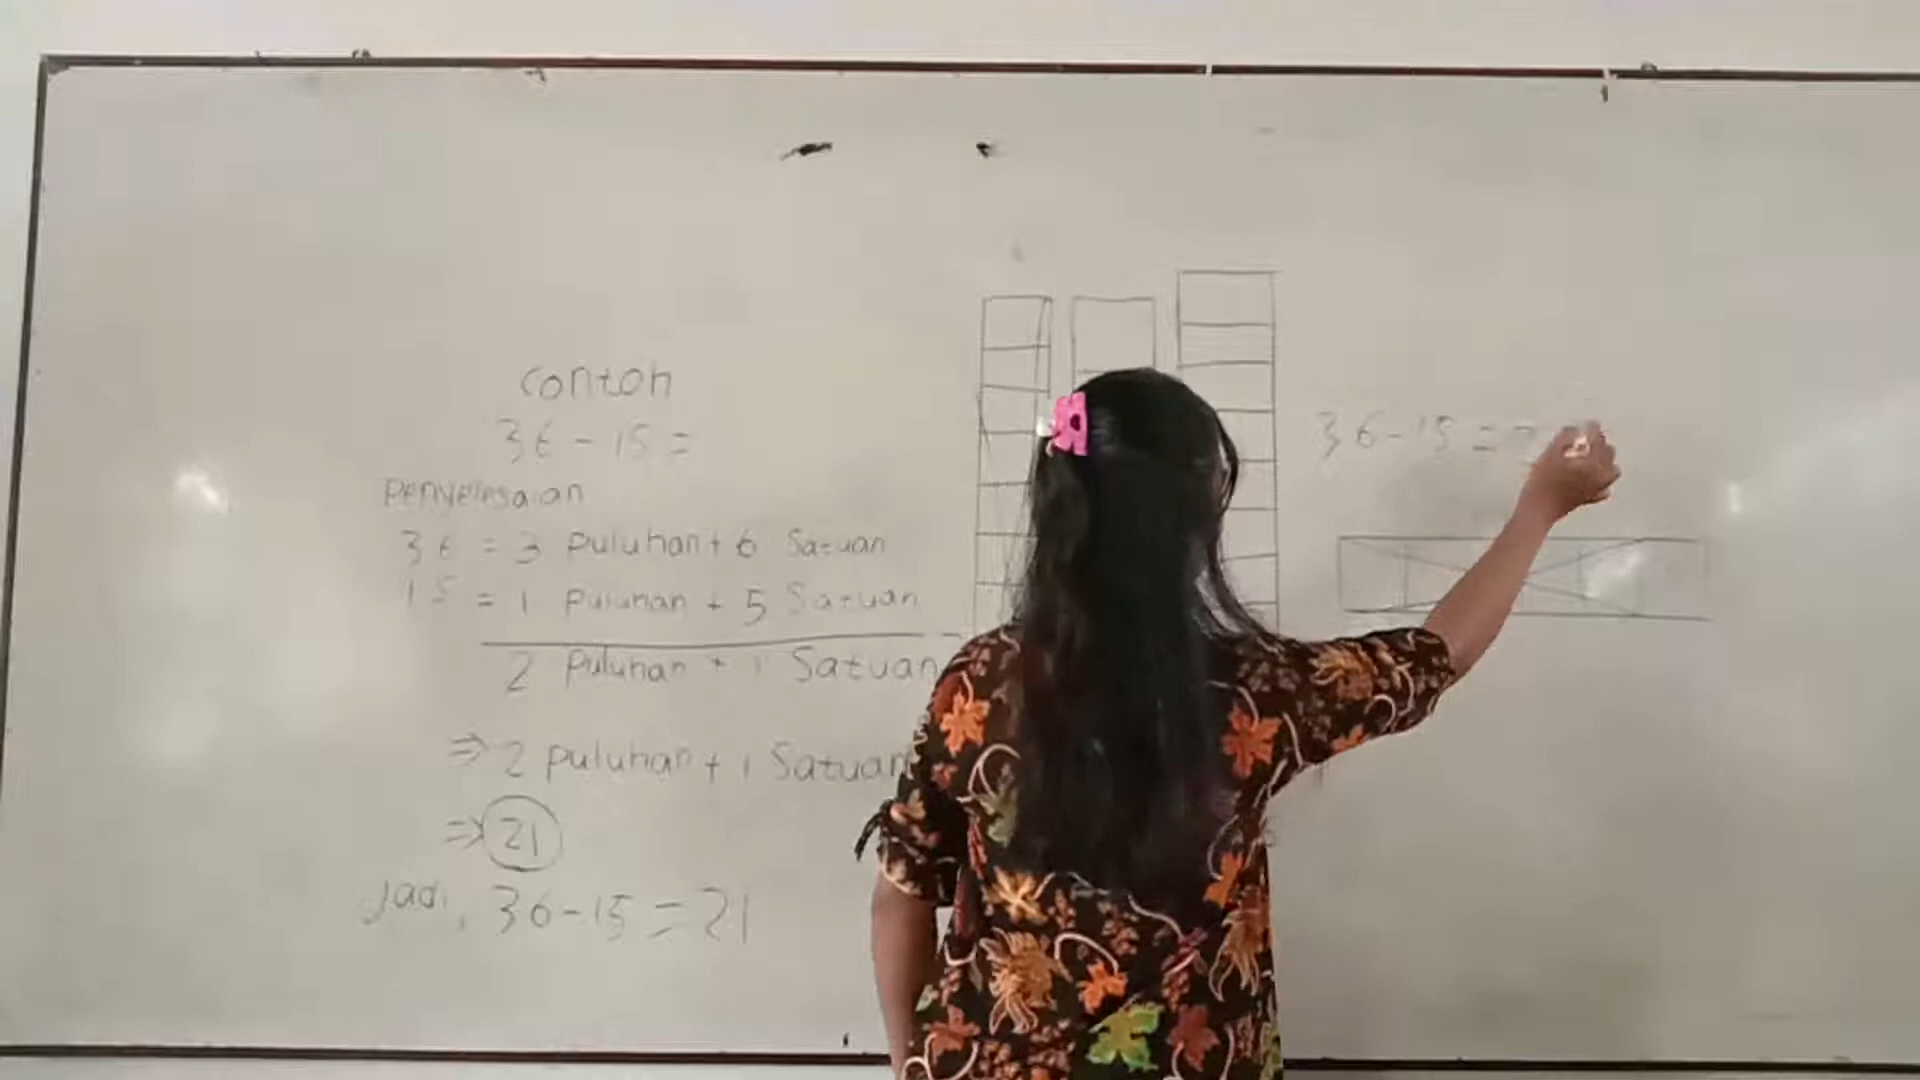 Contoh
36 - 15 =
Penyelesaian
36 = 3 Puluhan + 6 Satuan
15 = 1 Puluhan + 5 Satuan
2 Puluhan + 1 Satuan
⇒ 2 Puluhan + 1 Satuan
⇒ 21
Jadi, 36 - 15 = 21
36 - 15 =